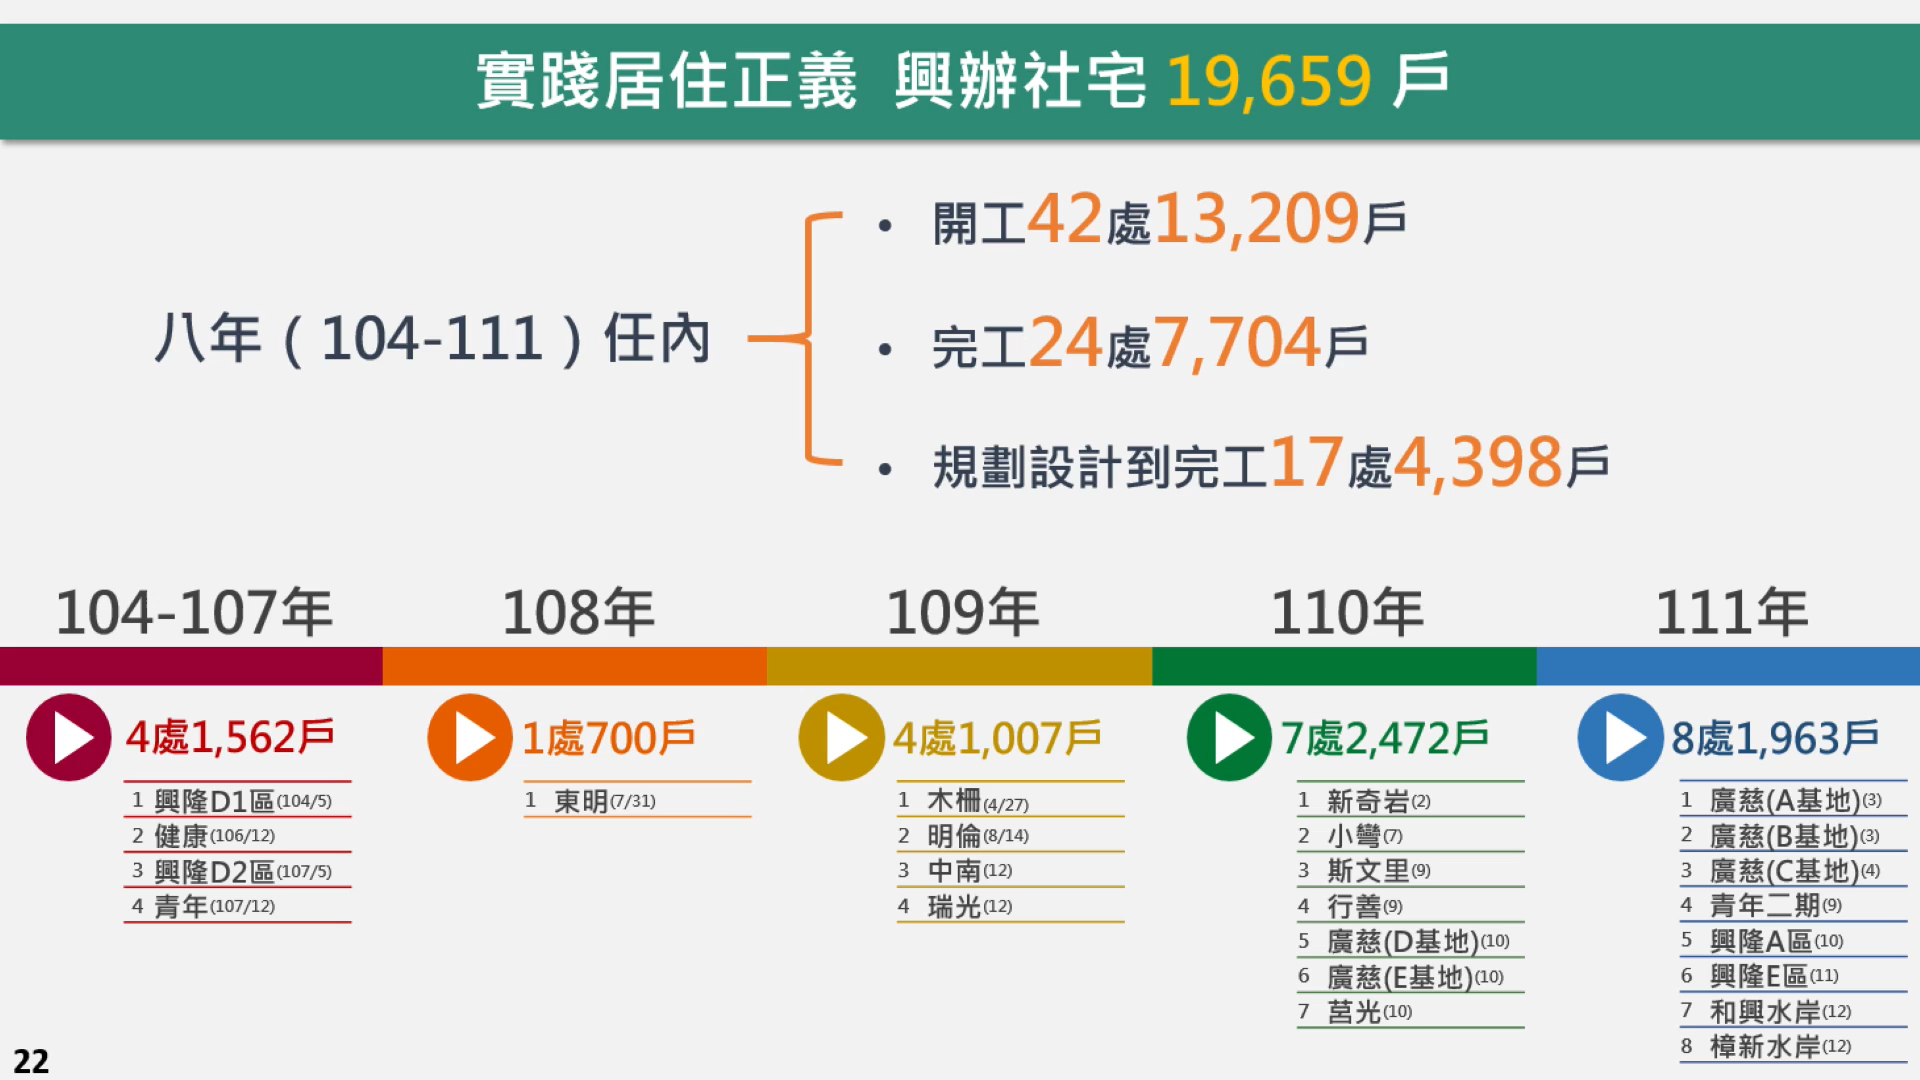 實踐居住正義 興辦社宅 19,659 戶
八年（104-111）任內
• 開工42處13,209戶
• 完工24處7,704戶
• 規劃設計到完工17處4,398戶
104-107年
4處1,562戶
1 興隆D1區(104/5)
2 健康(106/12)
3 興隆D2區(107/5)
4 青年(107/12)
108年
1處700戶
1 東明(7/31)
109年
4處1,007戶
1 木柵(4/27)
2 明倫(8/14)
3 中南(12)
4 瑞光(12)
110年
7處2,472戶
1 新奇岩(2)
2 小彎(7)
3 斯文里(9)
4 行善(9)
5 廣慈(D基地)(10)
6 廣慈(E基地)(10)
7 莒光(10)
111年
8處1,963戶
1 廣慈(A基地)(3)
2 廣慈(B基地)(3)
3 廣慈(C基地)(4)
4 青年二期(9)
5 興隆A區(10)
6 興隆E區(11)
7 和興水岸(12)
8 樟新水岸(12)
22